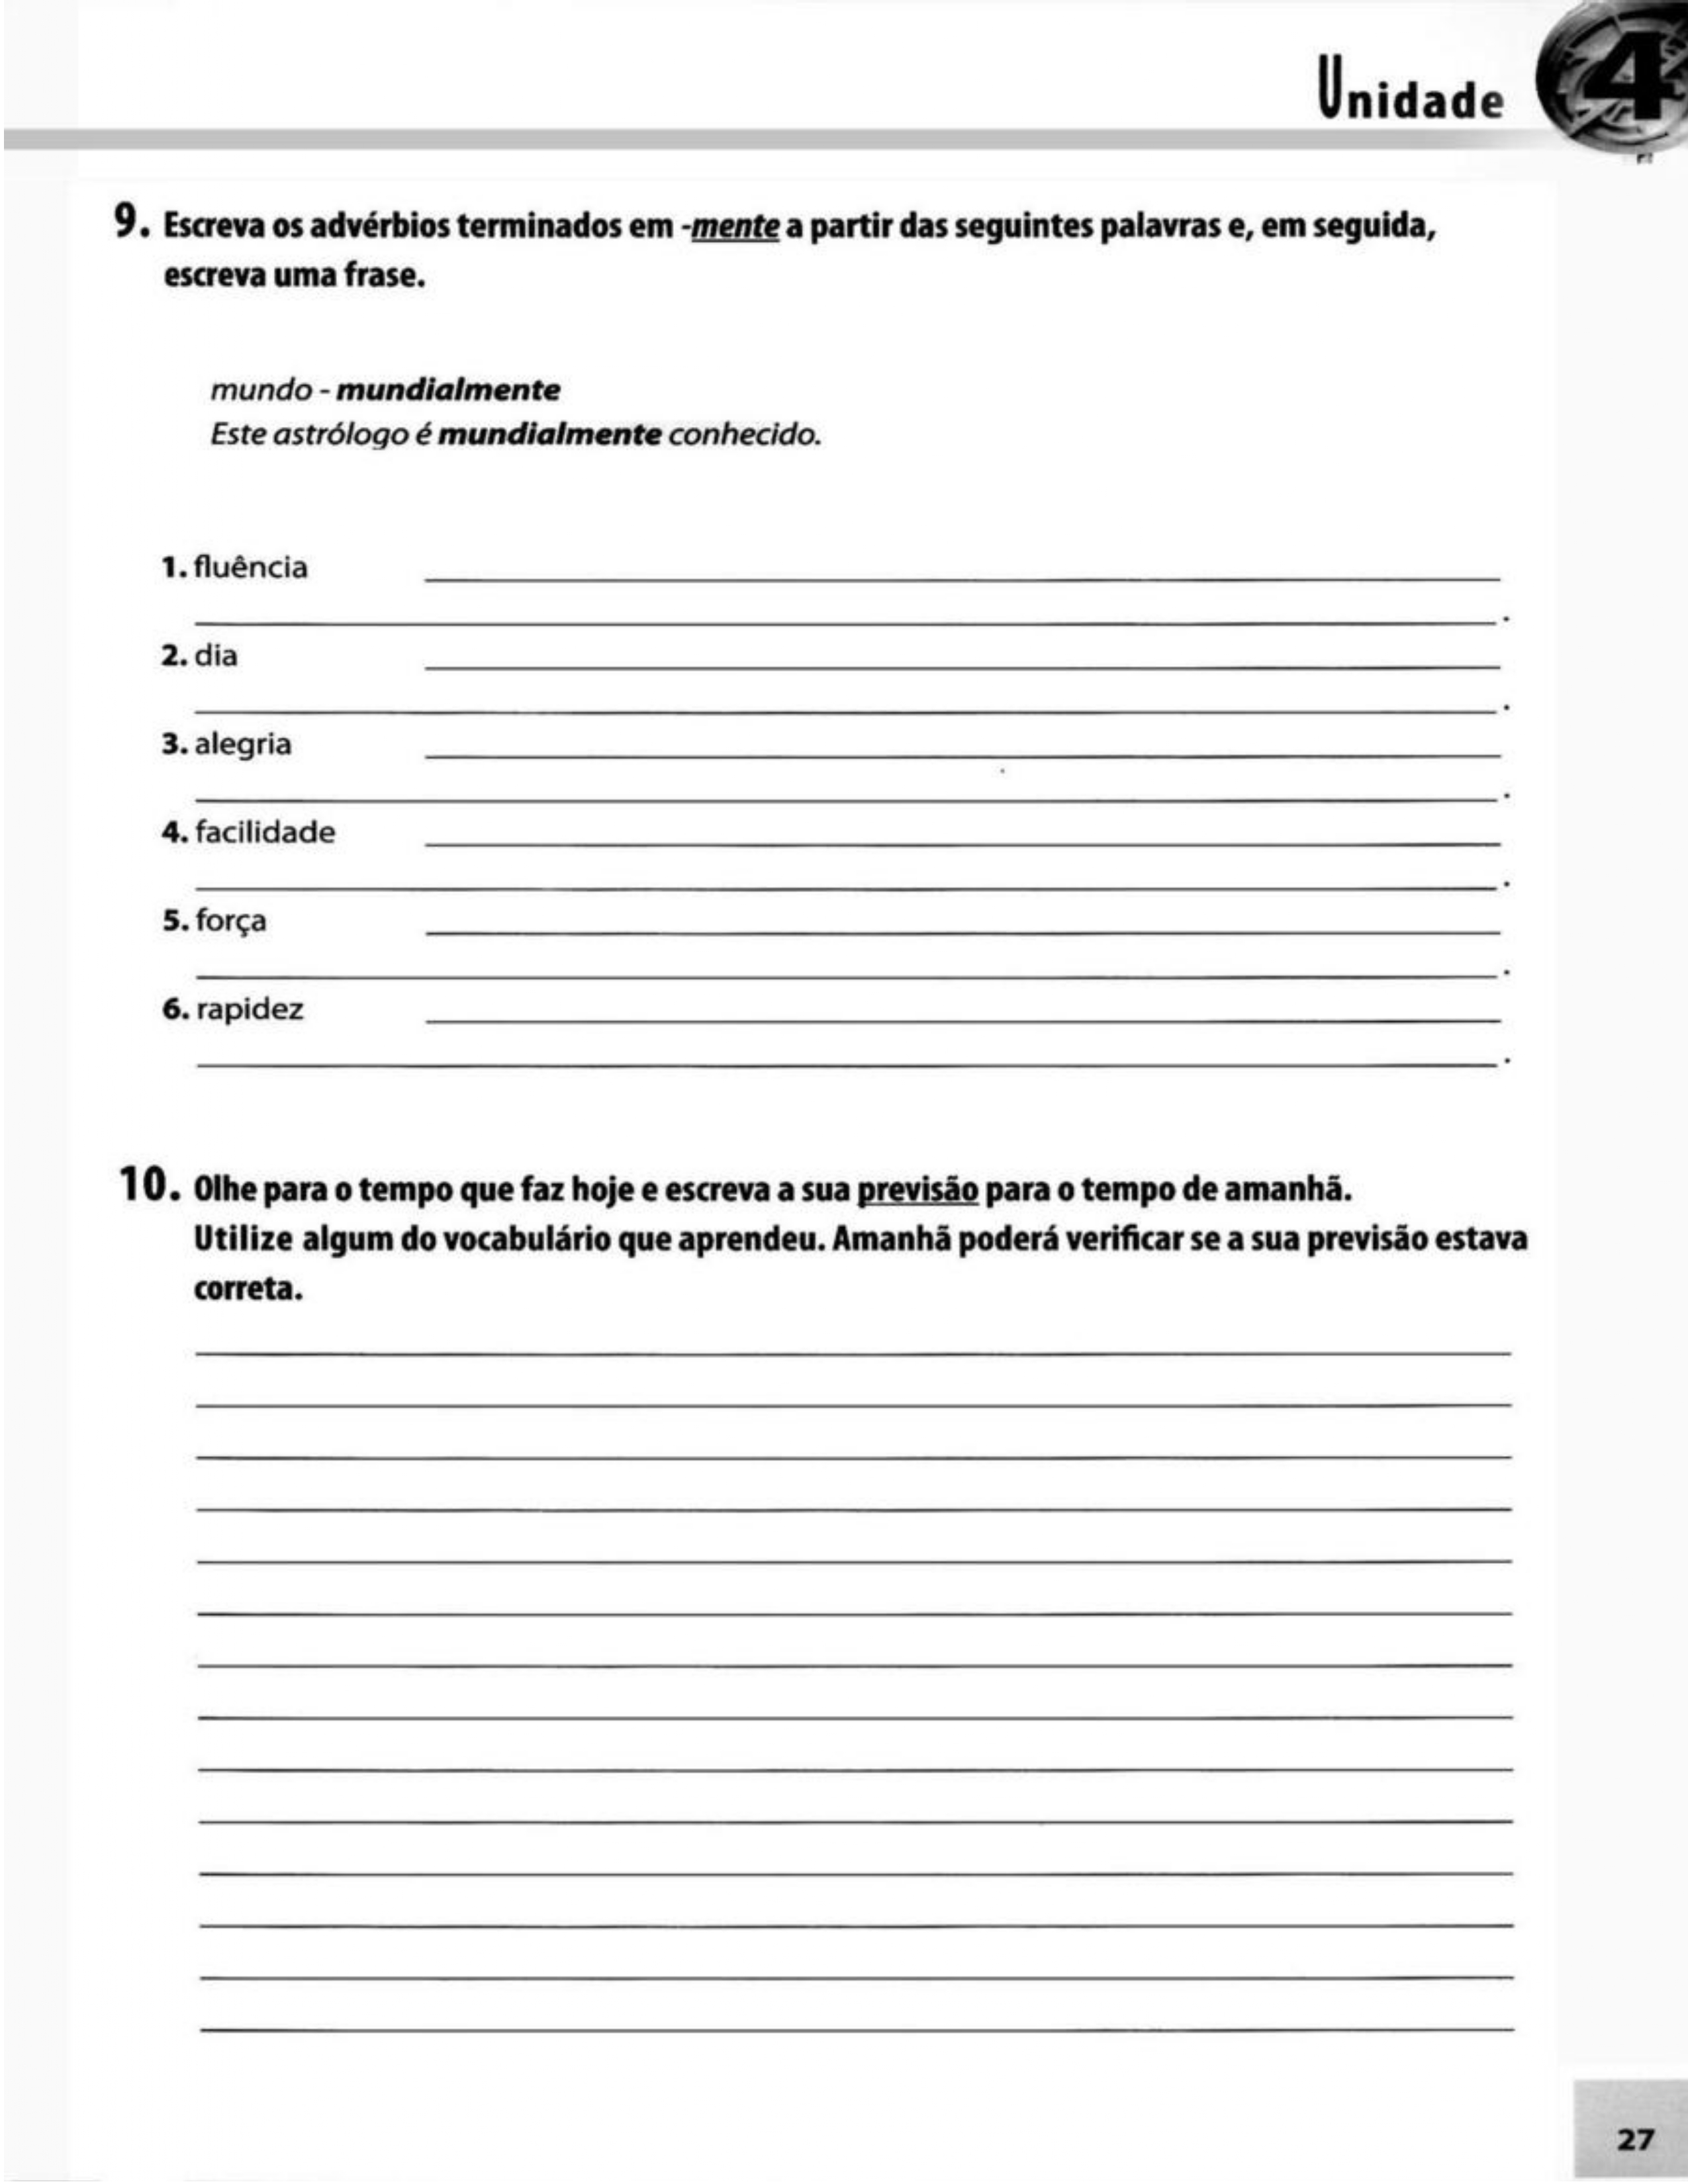 Unidade 4
9. Escreva os advérbios terminados em -mente a partir das seguintes palavras e, em seguida,
escreva uma frase.
mundo - mundialmente
Este astrólogo é mundialmente conhecido.
1. fluência
.
2. dia
.
3. alegria
.
4. facilidade
.
5. força
.
6. rapidez
.
10. Olhe para o tempo que faz hoje e escreva a sua previsão para o tempo de amanhã.
Utilize algum do vocabulário que aprendeu. Amanhã poderá verificar se a sua previsão estava
correta.
27